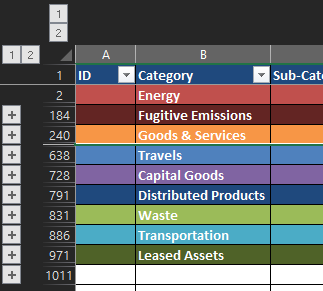 1
2
1 2
A B
1 ID Category Sub-Cat
2 Energy
184 Fugitive Emissions
240 Goods & Services
638 Travels
728 Capital Goods
791 Distributed Products
831 Waste
886 Transportation
971 Leased Assets
1011